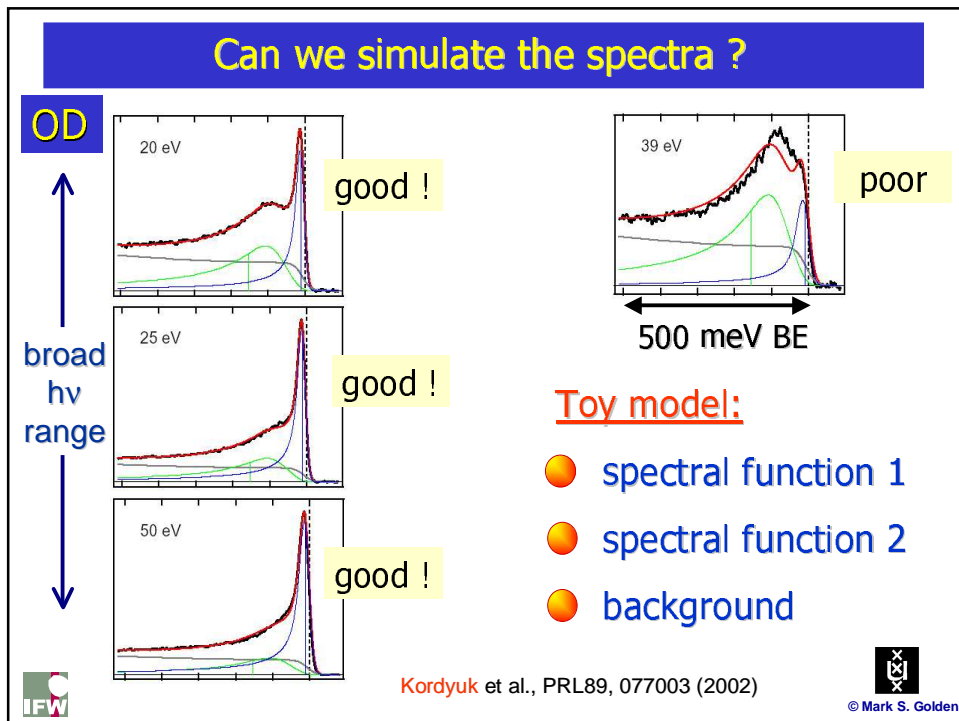 Can we simulate the spectra ?
OD
20 eV
good !
39 eV
poor
500 meV BE
broad
hν
range
25 eV
good !
50 eV
good !
Toy model:
spectral function 1
spectral function 2
background
Kordyuk et al., PRL89, 077003 (2002)
IFW
© Mark S. Golden